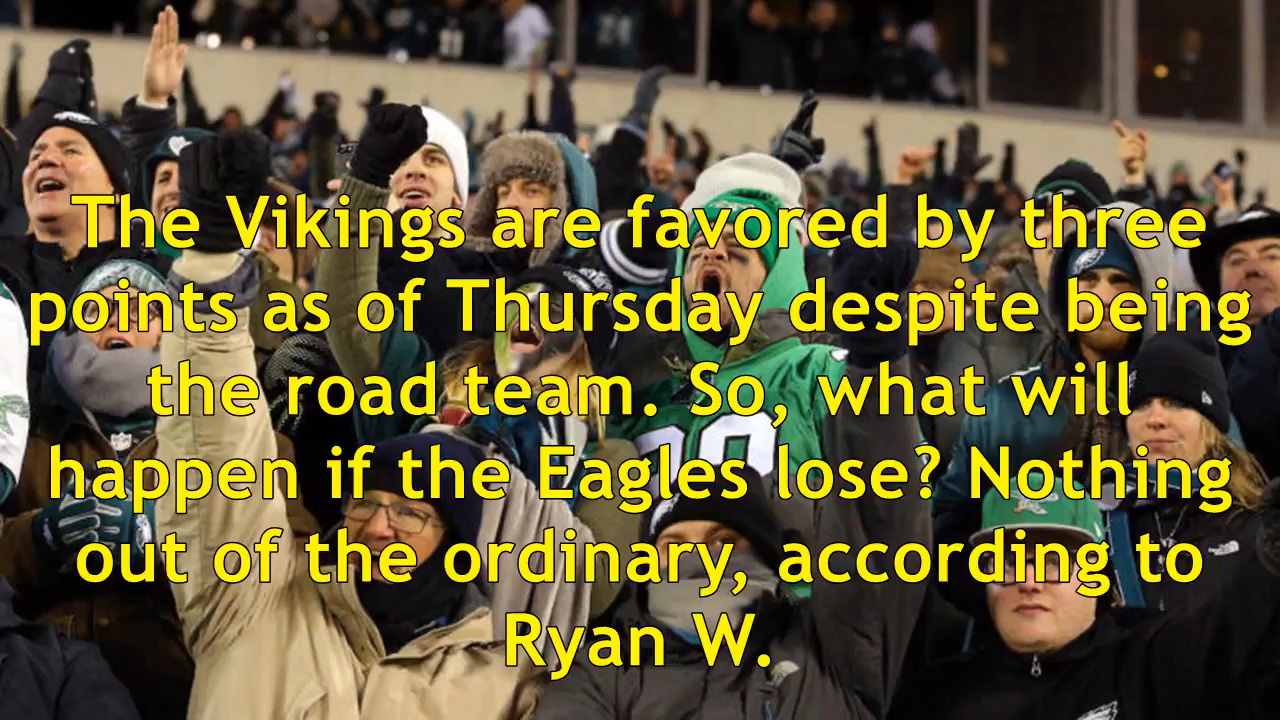 The Vikings are favored by three
points as of Thursday despite being
the road team. So, what will
happen if the Eagles lose? Nothing
out of the ordinary, according to
Ryan W.